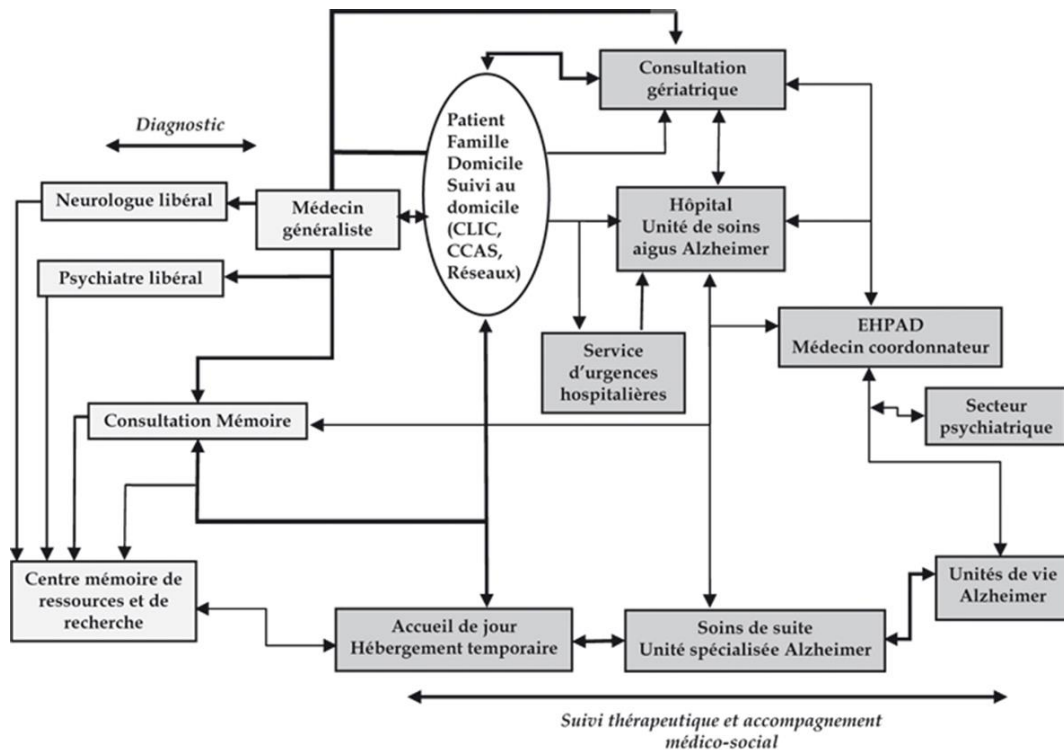 Consultation
gériatrique
Diagnostic
Patient
Famille
Domicile
Suivi au
domicile
(CLIC,
CCAS,
Réseaux)
Neurologue libéral
Médecin
généraliste
Hôpital
Unité de soins
aigus Alzheimer
Psychiatre libéral
EHPAD
Médecin coordonnateur
Service
d'urgences
hospitalières
Secteur
psychiatrique
Consultation Mémoire
Centre mémoire de
ressources et de
recherche
Unités de vie
Alzheimer
Accueil de jour
Hébergement temporaire
Soins de suite
Unité spécialisée Alzheimer
Suivi thérapeutique et accompagnement
médico-social